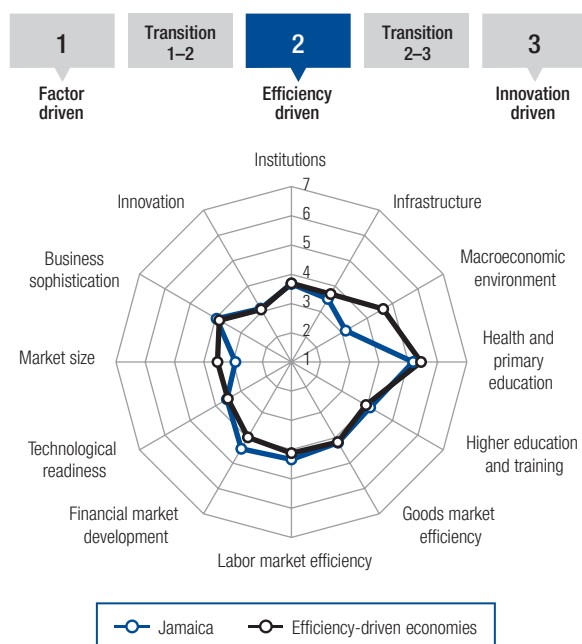 1
Transition
1–2
2
Transition
2–3
3
Factor
driven
Efficiency
driven
Innovation
driven
Institutions
7
Innovation
Infrastructure
6
5
Business
sophistication
Macroeconomic
environment
4
3
2
Market size
1
Health and
primary
education
Technological
readiness
Higher education
and training
Financial market
development
Goods market
efficiency
Labor market efficiency
Jamaica
Efficiency-driven economies